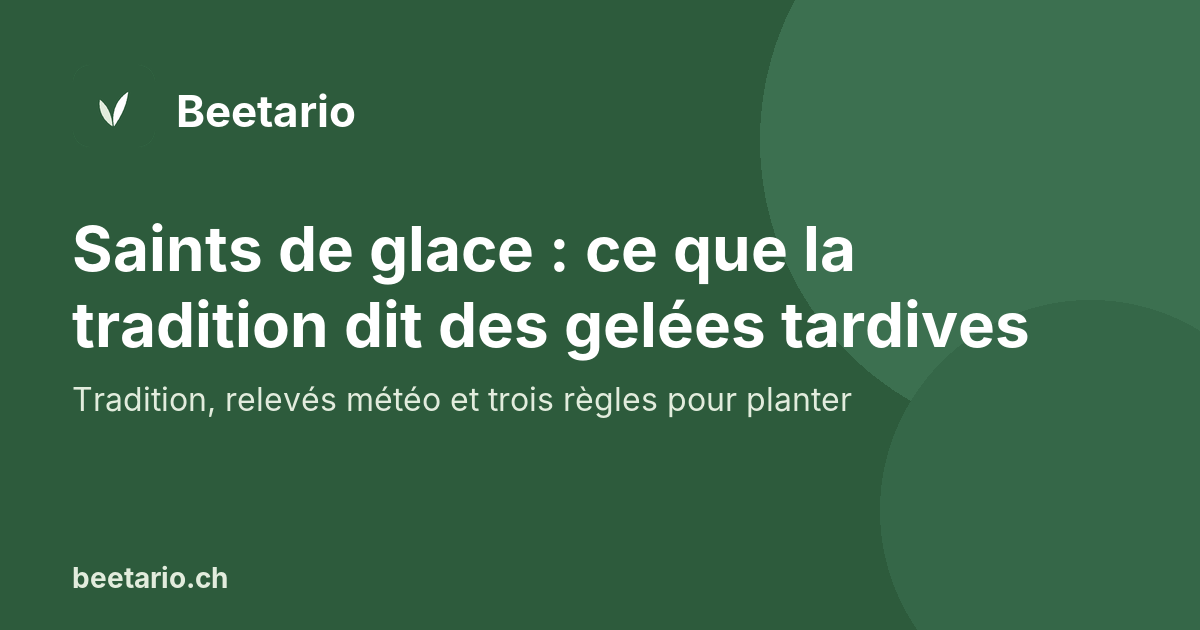 Beetario
Saints de glace : ce que la
tradition dit des gelées tardives
Tradition, relevés météo et trois règles pour planter
beetario.ch